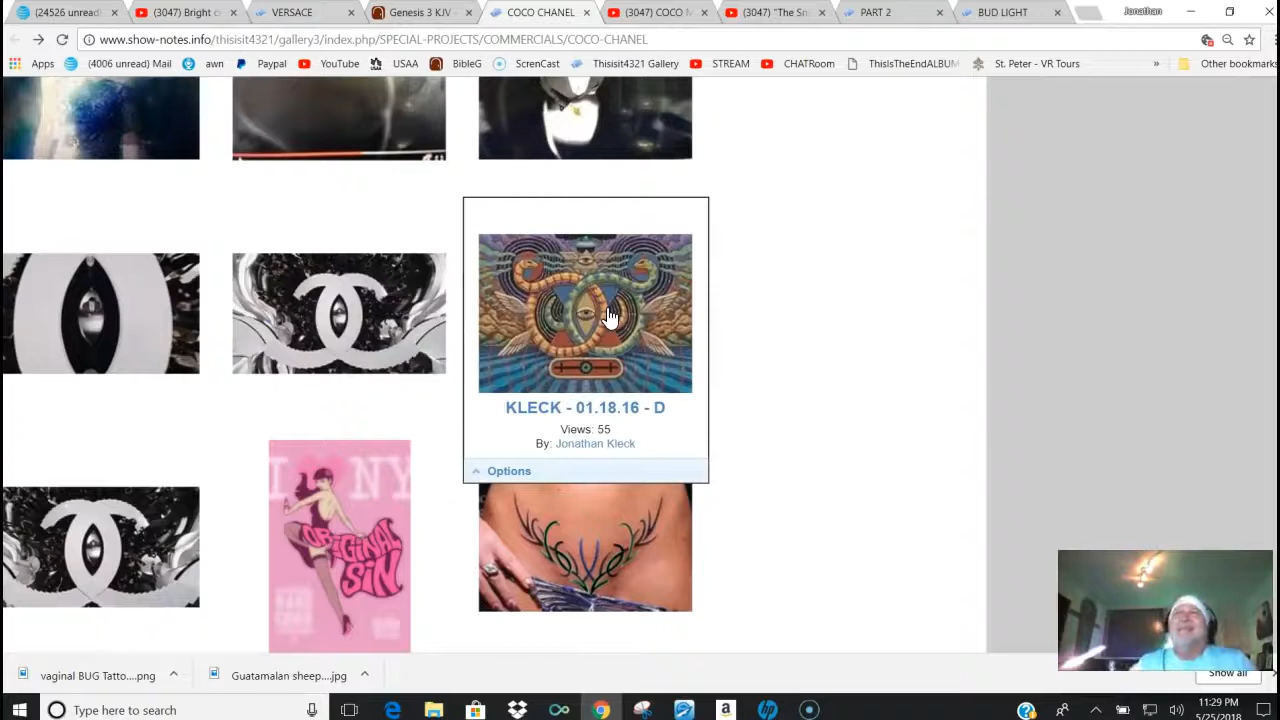 (24526 unread)
(3047) Bright c
VERSACE
Genesis 3 KJV
COCO CHANEL
(3047) COCO M
(3047) "The Sn
PART 2
BUD LIGHT
Jonathan
www.show-notes.info/thisisit4321/gallery3/index.php/SPECIAL-PROJECTS/COMMERCIALS/COCO-CHANEL
Apps
(4006 unread) Mail
awn
Paypal
YouTube
USAA
BibleG
ScrenCast
Thisisit4321 Gallery
STREAM
CHATRoom
ThIsIsTheEndALBUM
St. Peter - VR Tours
»
Other bookmarks
KLECK - 01.18.16 - D
Views: 55
By: Jonathan Kleck
Options
I NY
ORIGINAL
SIN
vaginal BUG Tatto....png
Guatamalan sheep....jpg
Show all
Type here to search
11:29 PM
5/25/2018